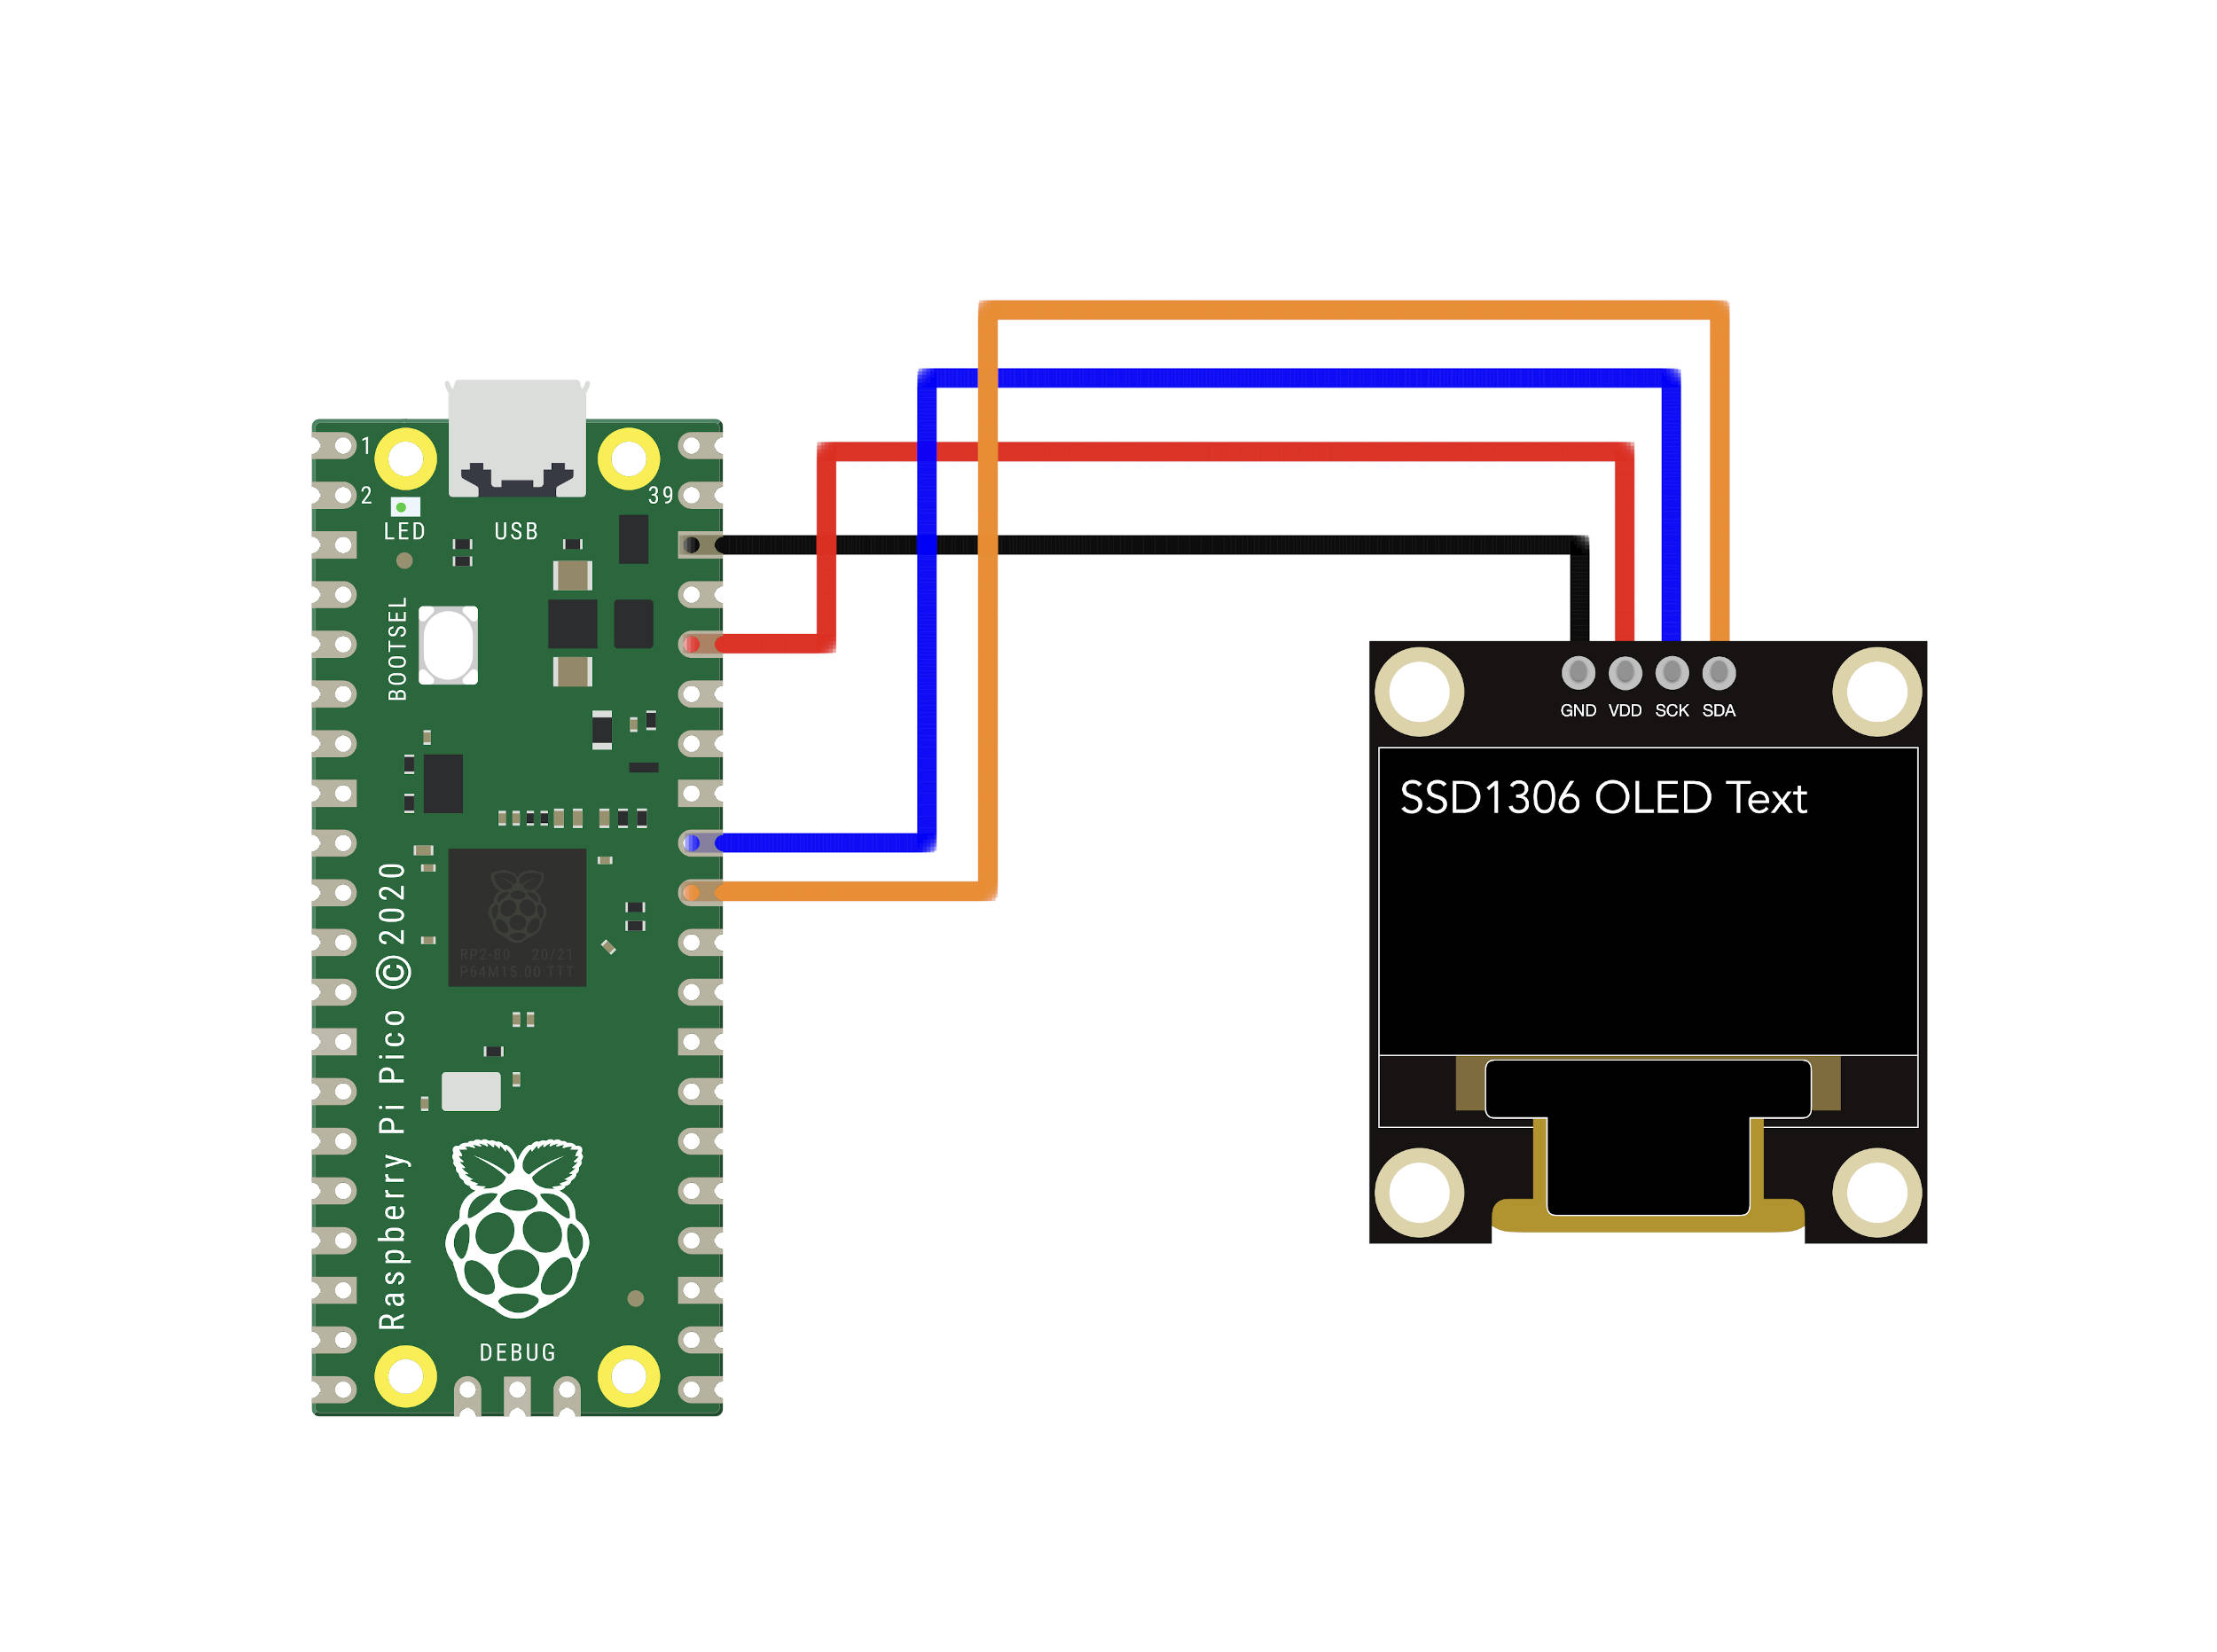 1
2
39
LED
USB
BOOTSEL
Raspberry Pi Pico ©2020
RP2-B0 20/21
P64M15.00 TTT
DEBUG
GND VDD SCK SDA
SSD1306 OLED Text